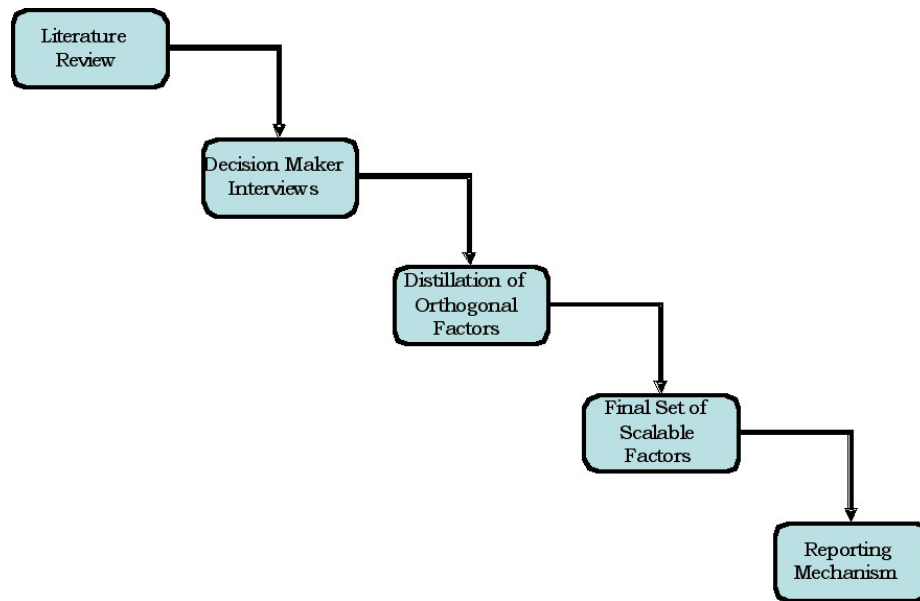 Literature
Review
Decision Maker
Interviews
Distillation of
Orthogonal
Factors
Final Set of
Scalable
Factors
Reporting
Mechanism